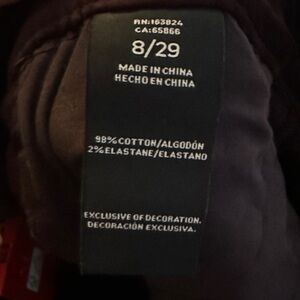 RN:163824
CA:65866
8/29
MADE IN CHINA
HECHO EN CHINA
98%COTTON/ALGODÓN
2%ELASTANE/ELASTANO
EXCLUSIVE OF DECORATION.
DECORACIÓN EXCLUSIVA.